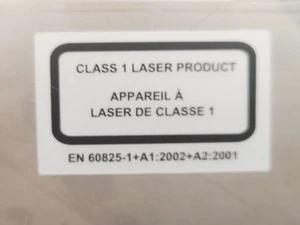 CLASS 1 LASER PRODUCT
APPAREIL À
LASER DE CLASSE 1
EN 60825-1+A1:2002+A2:2001